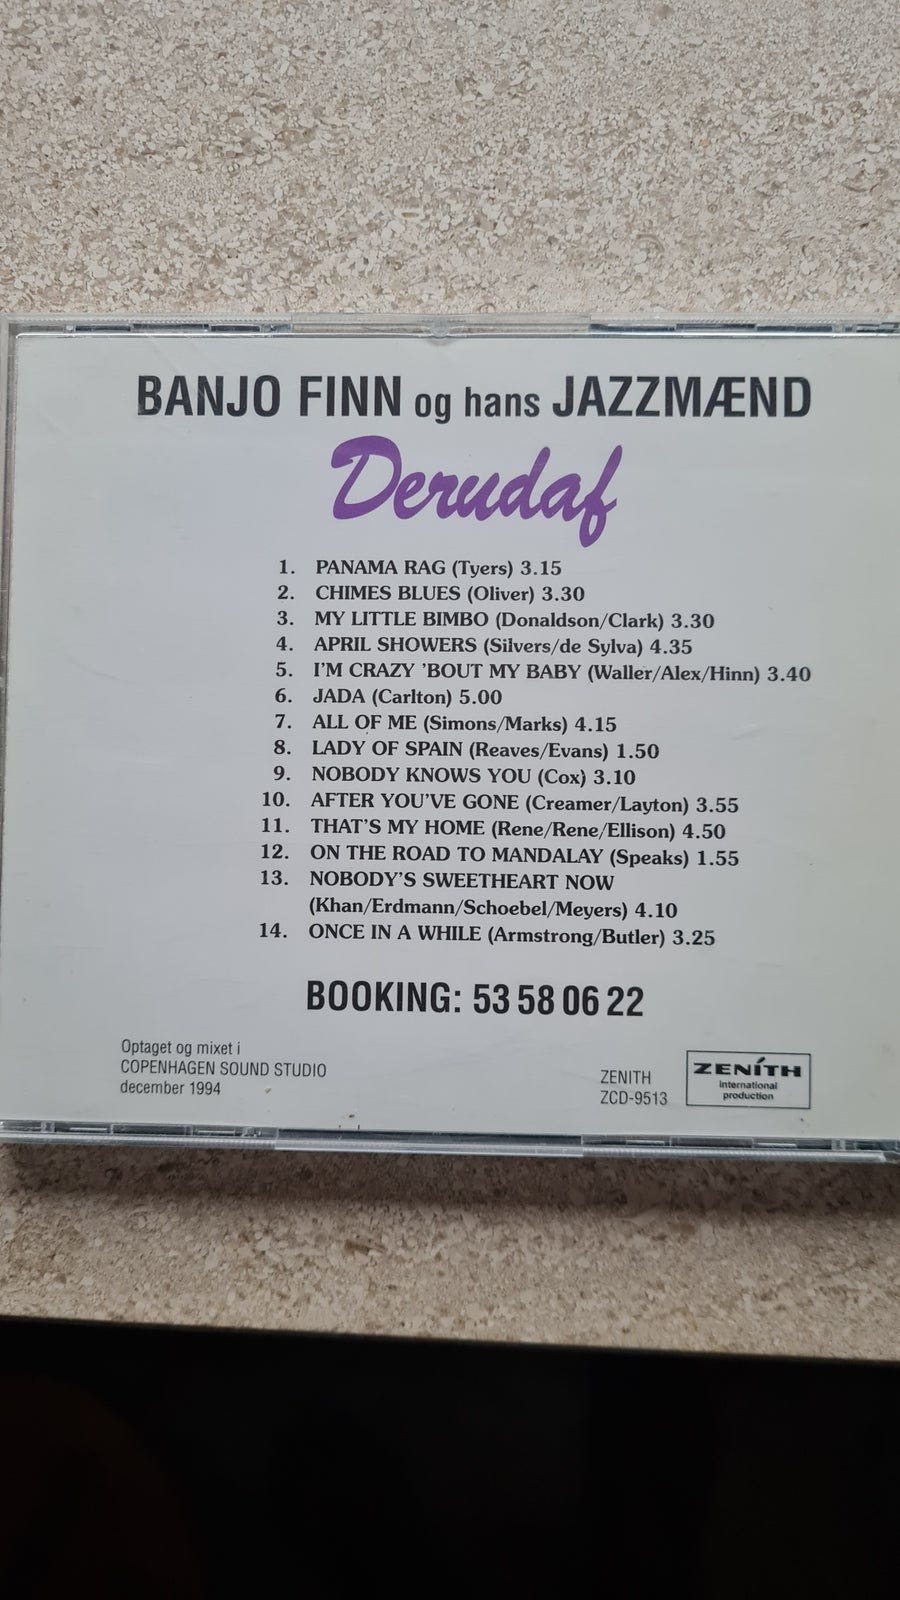 BANJO FINN og hans JAZZMÆND
Derudaf
1. PANAMA RAG (Tyers) 3.15
2. CHIMES BLUES (Oliver) 3.30
3. MY LITTLE BIMBO (Donaldson/Clark) 3.30
4. APRIL SHOWERS (Silvers/de Sylva) 4.35
5. I'M CRAZY 'BOUT MY BABY (Waller/Alex/Hinn) 3.40
6. JADA (Carlton) 5.00
7. ALL OF ME (Simons/Marks) 4.15
8. LADY OF SPAIN (Reaves/Evans) 1.50
9. NOBODY KNOWS YOU (Cox) 3.10
10. AFTER YOU'VE GONE (Creamer/Layton) 3.55
11. THAT'S MY HOME (Rene/Rene/Ellison) 4.50
12. ON THE ROAD TO MANDALAY (Speaks) 1.55
13. NOBODY'S SWEETHEART NOW
(Khan/Erdmann/Schoebel/Meyers) 4.10
14. ONCE IN A WHILE (Armstrong/Butler) 3.25
BOOKING: 53 58 06 22
Optaget og mixet i
COPENHAGEN SOUND STUDIO
december 1994
ZENITH
ZCD-9513
ZENÍTH
international
production